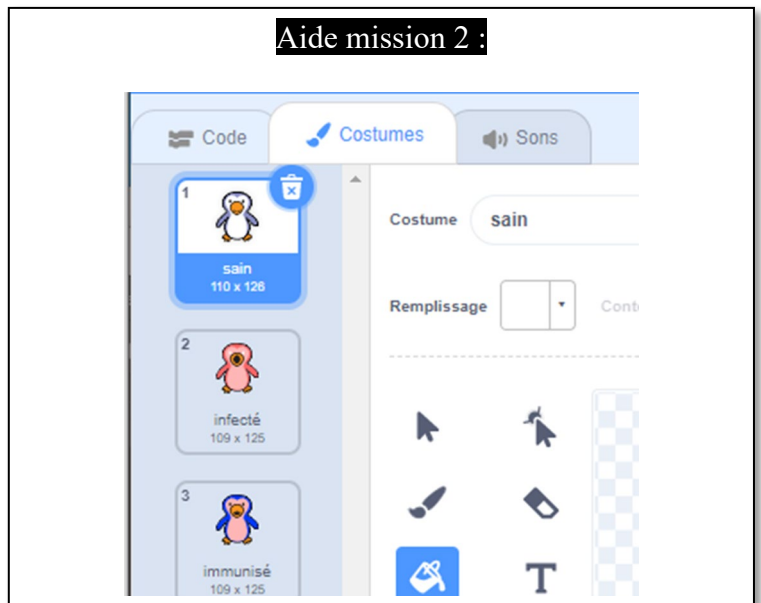 Aide mission 2 :
Code Costumes Sons
1
sain
110 x 126
2
infecté
109 x 125
3
immunisé
109 x 125
Costume sain
Remplissage
T